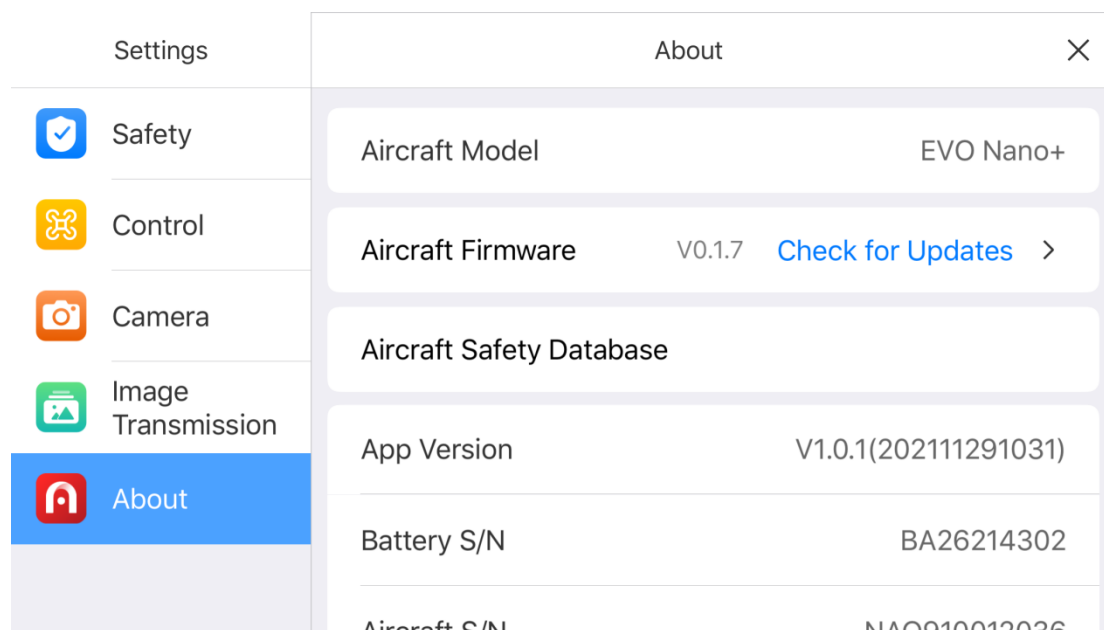 Settings
About
Safety
Control
Camera
Image
Transmission
About
Aircraft Model EVO Nano+
Aircraft Firmware V0.1.7 Check for Updates
Aircraft Safety Database
App Version V1.0.1(202111291031)
Battery S/N BA26214302
Aircraft S/N